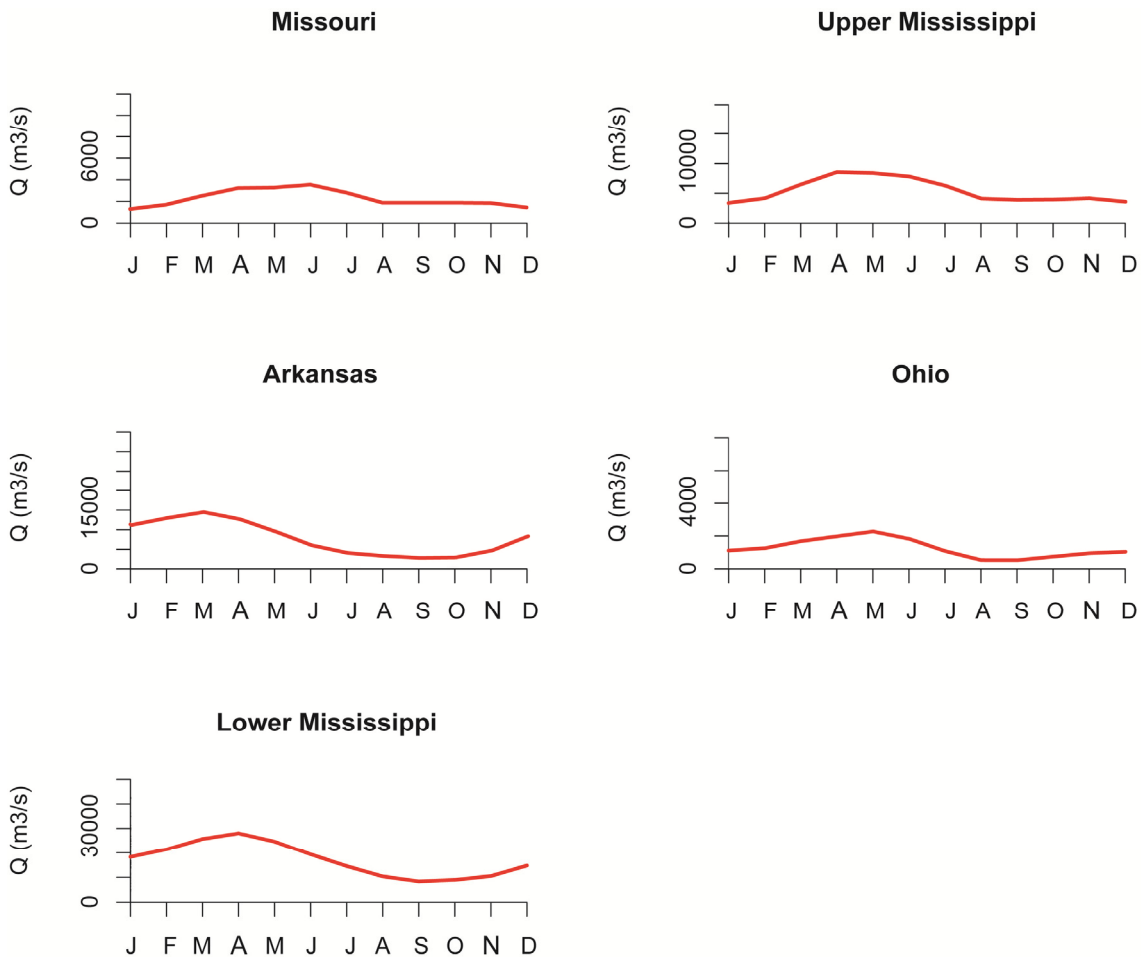 Missouri
Q (m3/s)
6000
0
J F M A M J J A S O N D
Upper Mississippi
Q (m3/s)
10000
0
J F M A M J J A S O N D
Arkansas
Q (m3/s)
15000
0
J F M A M J J A S O N D
Ohio
Q (m3/s)
4000
0
J F M A M J J A S O N D
Lower Mississippi
Q (m3/s)
30000
0
J F M A M J J A S O N D